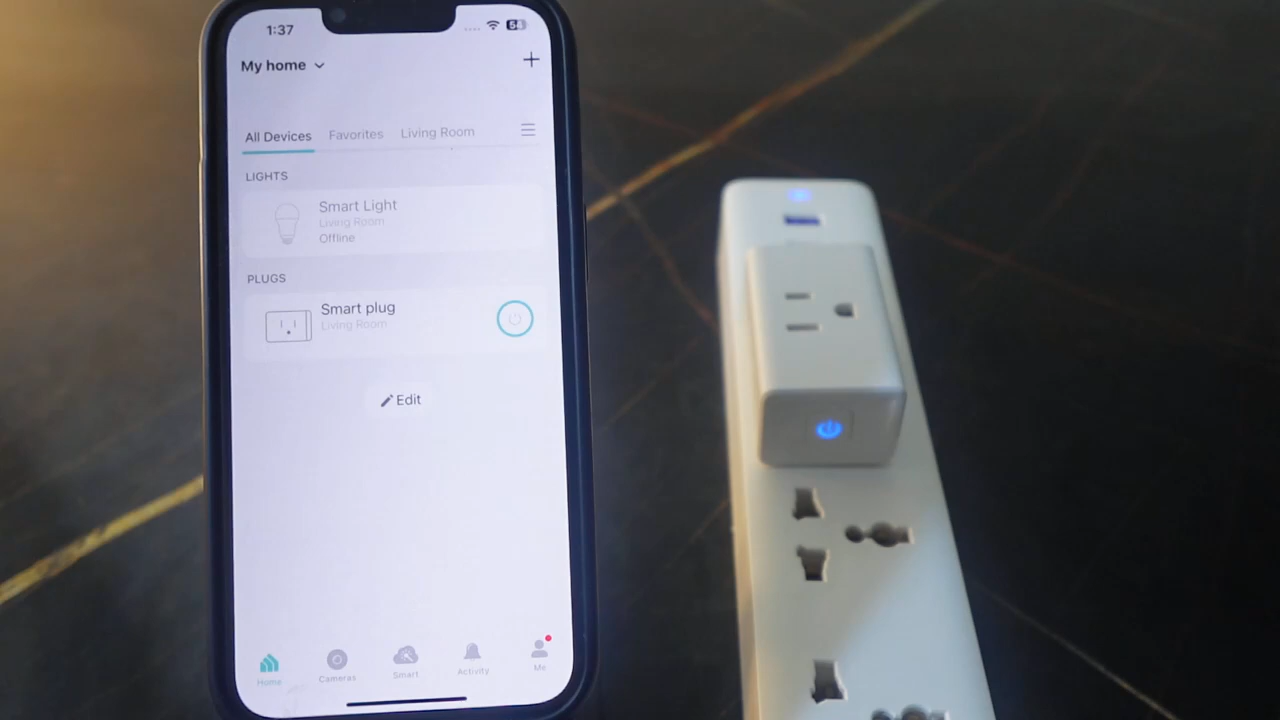 1:37
54
My home
All Devices
Favorites
Living Room
LIGHTS
Smart Light
Living Room
Offline
PLUGS
Smart plug
Living Room
Edit
Home
Cameras
Smart
Activity
Me